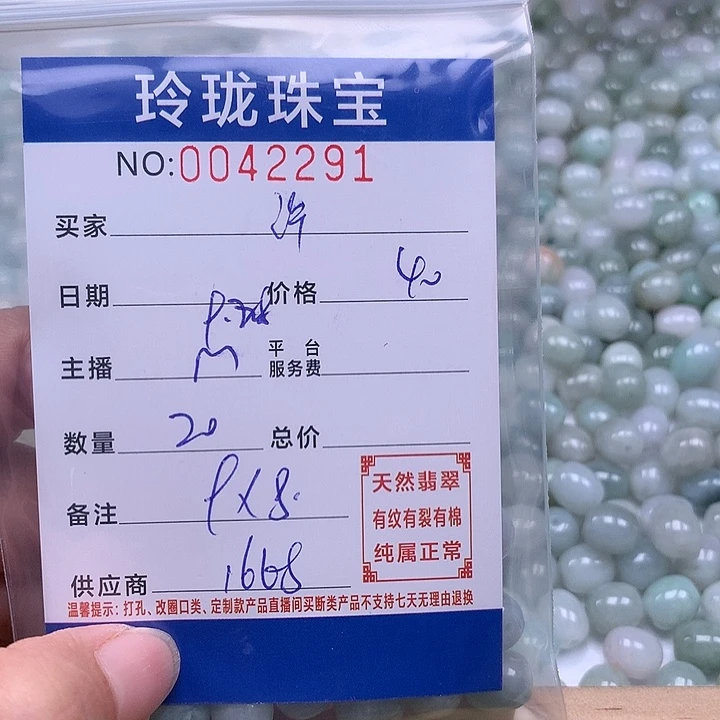 玲珑珠宝
NO:0042291
买家 许
日期 价格 40
主播 平台服务费
数量 20 总价
备注 9X8.
供应商 1668
天然翡翠
有纹有裂有棉
纯属正常
温馨提示：打孔、改圈口类、定制款产品直播间买断类产品不支持七天无理由退换